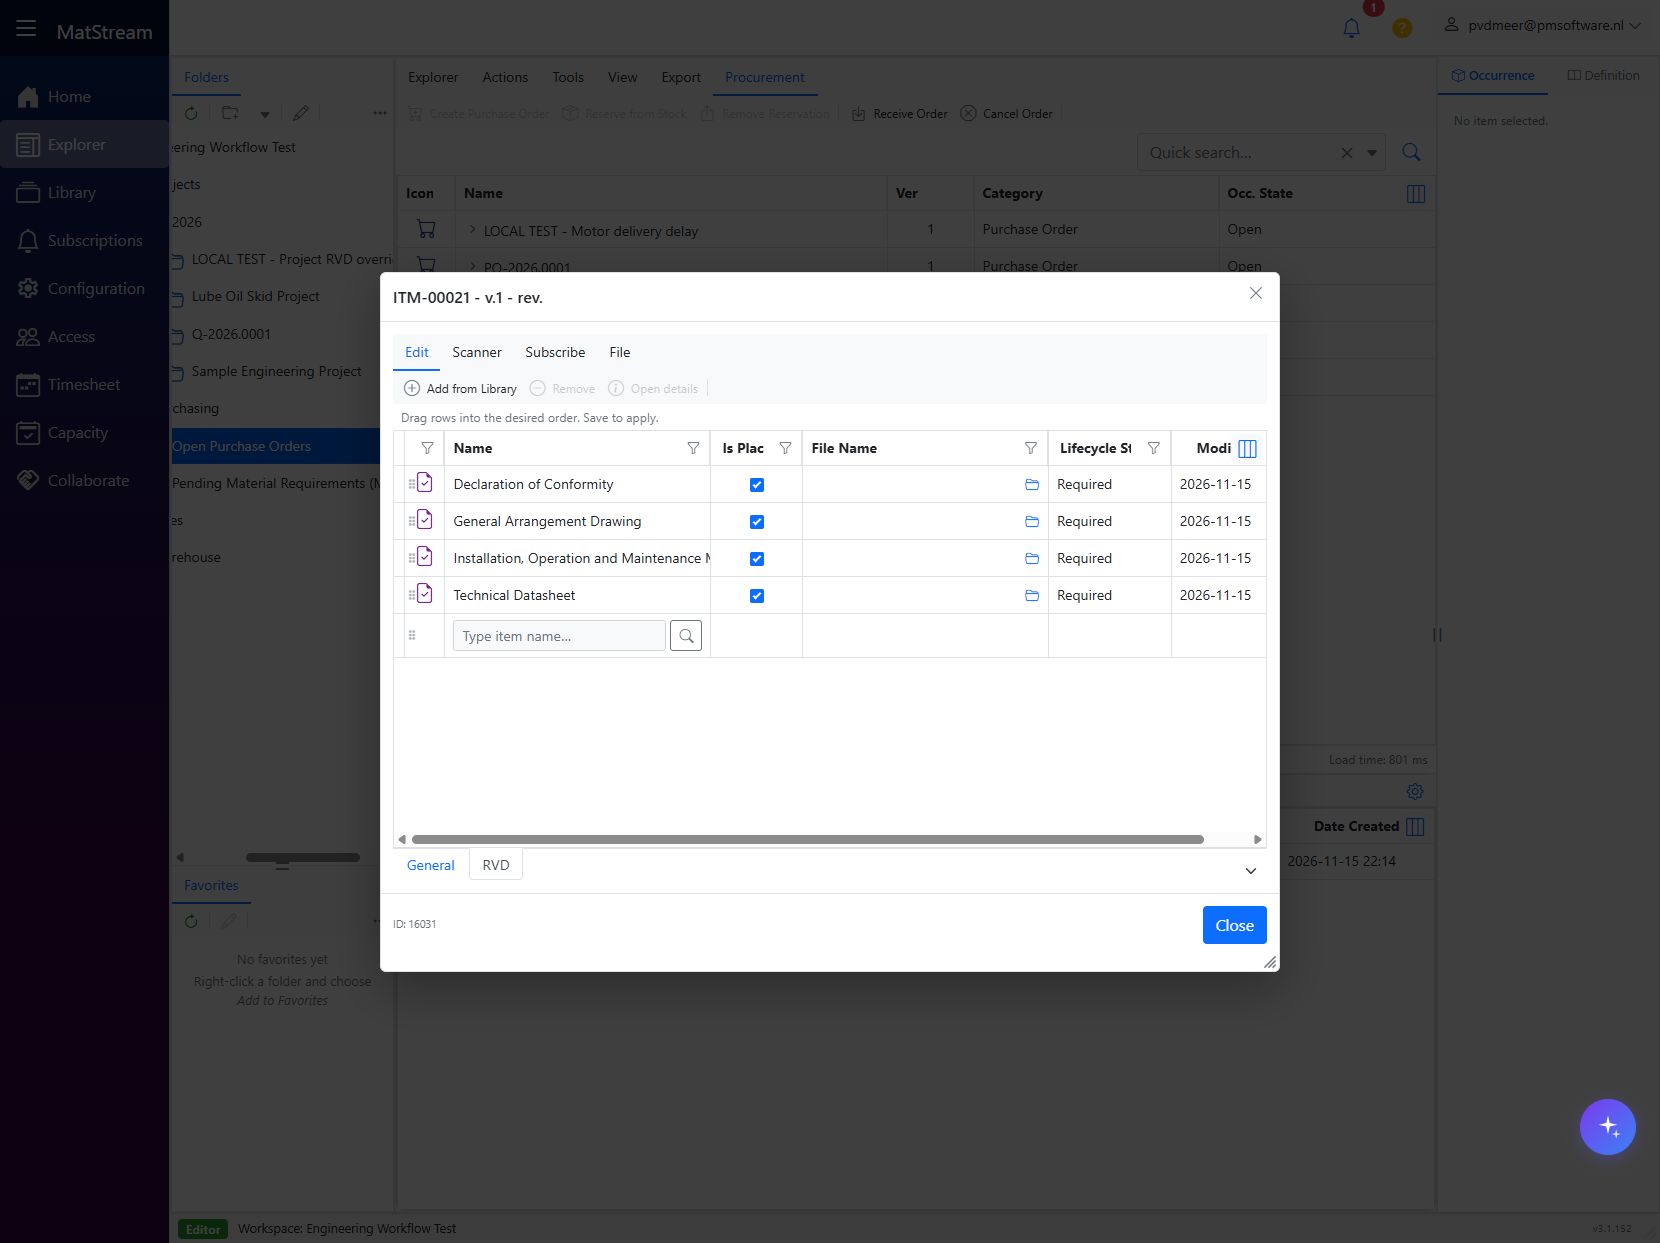 MatStream
1
?
pvdmeer@pmsoftware.nl
Home
Explorer
Library
Subscriptions
Configuration
Access
Timesheet
Capacity
Collaborate
Folders
ering Workflow Test
jects
2026
LOCAL TEST - Project RVD overri
Lube Oil Skid Project
Q-2026.0001
Sample Engineering Project
chasing
Open Purchase Orders
Pending Material Requirements (M
es
rehouse
Favorites
No favorites yet
Right-click a folder and choose
Add to Favorites
Explorer Actions Tools View Export Procurement
Create Purchase Order Reserve from Stock Remove Reservation Receive Order Cancel Order
Quick search...
Icon Name Ver Category Occ. State
LOCAL TEST - Motor delivery delay 1 Purchase Order Open
PO-2026.0001 1 Purchase Order Open
Load time: 801 ms
Date Created
2026-11-15 22:14
Occurrence Definition
No item selected.
ITM-00021 - v.1 - rev.
Edit Scanner Subscribe File
Add from Library Remove Open details
Drag rows into the desired order. Save to apply.
Name Is Plac File Name Lifecycle St Modi
Declaration of Conformity Required 2026-11-15
General Arrangement Drawing Required 2026-11-15
Installation, Operation and Maintenance M Required 2026-11-15
Technical Datasheet Required 2026-11-15
Type item name...
General RVD
ID: 16031
Close
Editor Workspace: Engineering Workflow Test
v3.1.152